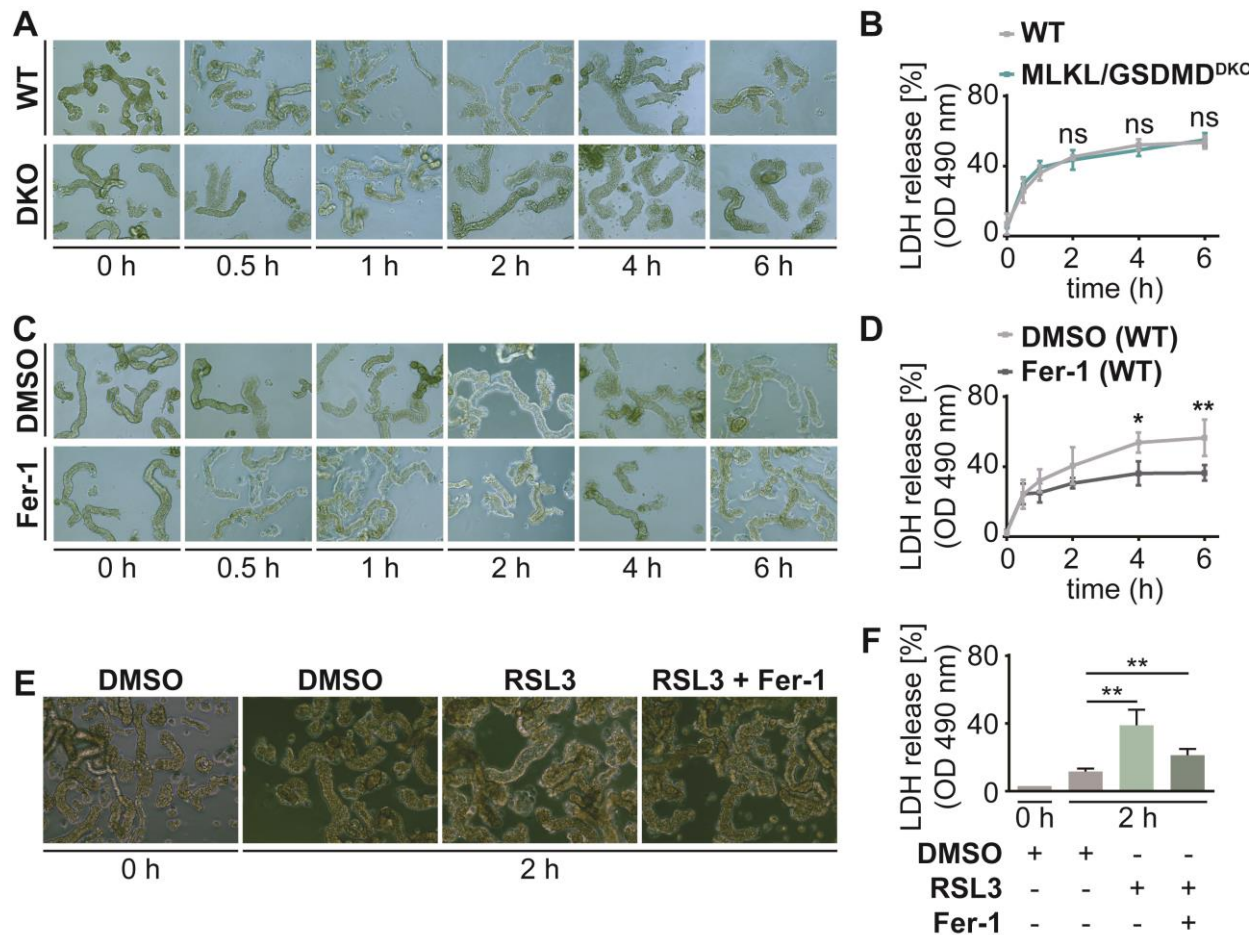 A
WT
DKO
0 h 0.5 h 1 h 2 h 4 h 6 h
B
WT
MLKL/GSDMD^DKO
LDH release [%]
(OD 490 nm)
80
40
0
ns ns ns
0 2 4 6
time (h)
C
DMSO
Fer-1
0 h 0.5 h 1 h 2 h 4 h 6 h
D
DMSO (WT)
Fer-1 (WT)
LDH release [%]
(OD 490 nm)
80
40
0
* **
0 2 4 6
time (h)
E
DMSO DMSO RSL3 RSL3 + Fer-1
0 h 2 h
F
LDH release [%]
(OD 490 nm)
80
40
0
**
**
0 h 2 h
DMSO + + - -
RSL3 - - + +
Fer-1 - - - +